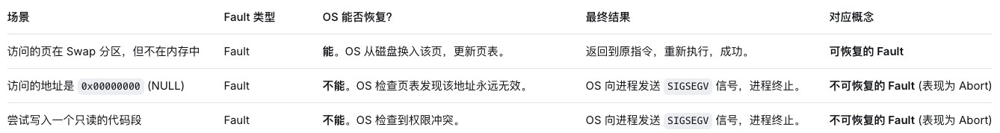 场景 Fault 类型 OS 能否恢复? 最终结果 对应概念
访问的页在 Swap 分区，但不在内存中 Fault 能。OS 从磁盘换入该页，更新页表。 返回到原指令，重新执行，成功。 可恢复的 Fault
访问的地址是 0x00000000 (NULL) Fault 不能。OS 检查页表发现该地址永远无效。 OS 向进程发送 SIGSEGV 信号，进程终止。 不可恢复的 Fault (表现为 Abort)
尝试写入一个只读的代码段 Fault 不能。OS 检查到权限冲突。 OS 向进程发送 SIGSEGV 信号，进程终止。 不可恢复的 Fault (表现为 Abort)